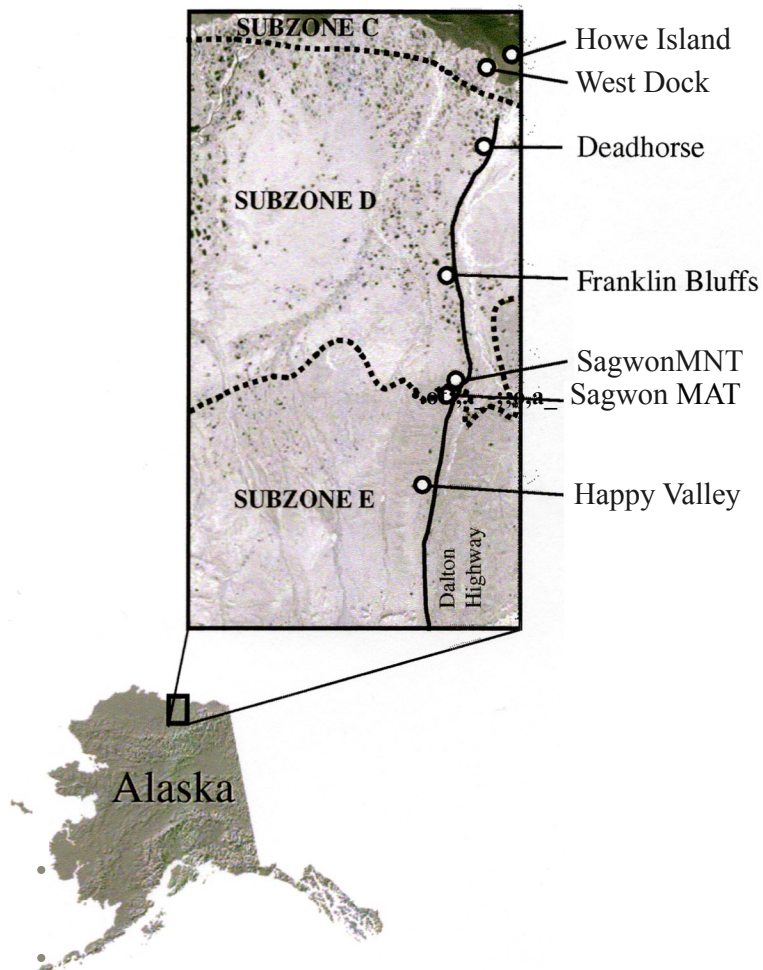 SUBZONE C
Howe Island
West Dock
Deadhorse
SUBZONE D
Franklin Bluffs
SagwonMNT
Sagwon MAT
SUBZONE E
Happy Valley
Dalton
Highway
Alaska